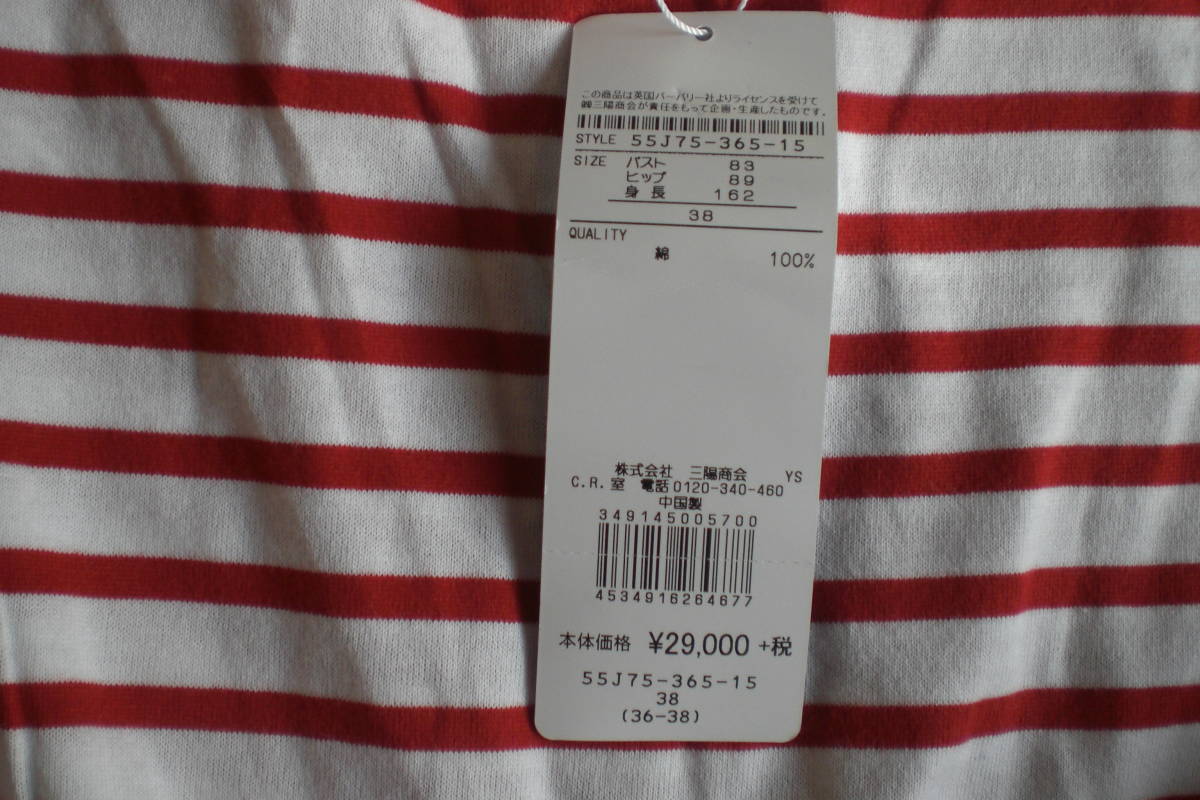 この商品は英国バーバリー社よりライセンスを受けて
㈱三陽商会が責任をもって企画・生産したものです。
STYLE 55J75-365-15
SIZE バスト 83
ヒップ 89
身長 162
38
QUALITY
綿 100%
株式会社 三陽商会 YS
C.R.室 電話0120-340-460
中国製
349145005700
4534916264677
本体価格 ¥29,000 +税
55J75-365-15
38
(36-38)